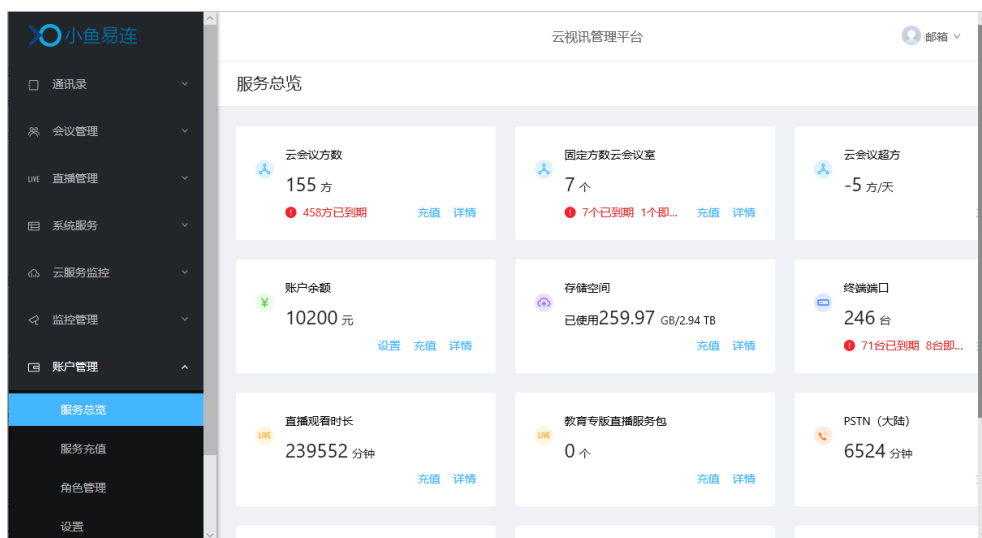 小鱼易连
云视讯管理平台
邮箱
通讯录
会议管理
LIVE 直播管理
系统服务
云服务监控
监控管理
账户管理
服务总览
服务充值
角色管理
设置
服务总览
云会议方数
155 方
458方已到期 充值 详情
固定方数云会议室
7 个
7个已到期 1个即... 充值 详情
云会议超方
-5 方/天
¥
账户余额
10200 元
设置 充值 详情
存储空间
已使用259.97 GB/2.94 TB
充值 详情
终端端口
246 台
71台已到期 8台即...
LIVE
直播观看时长
239552 分钟
充值 详情
LIVE
教育专版直播服务包
0 个
充值 详情
PSTN（大陆）
6524 分钟